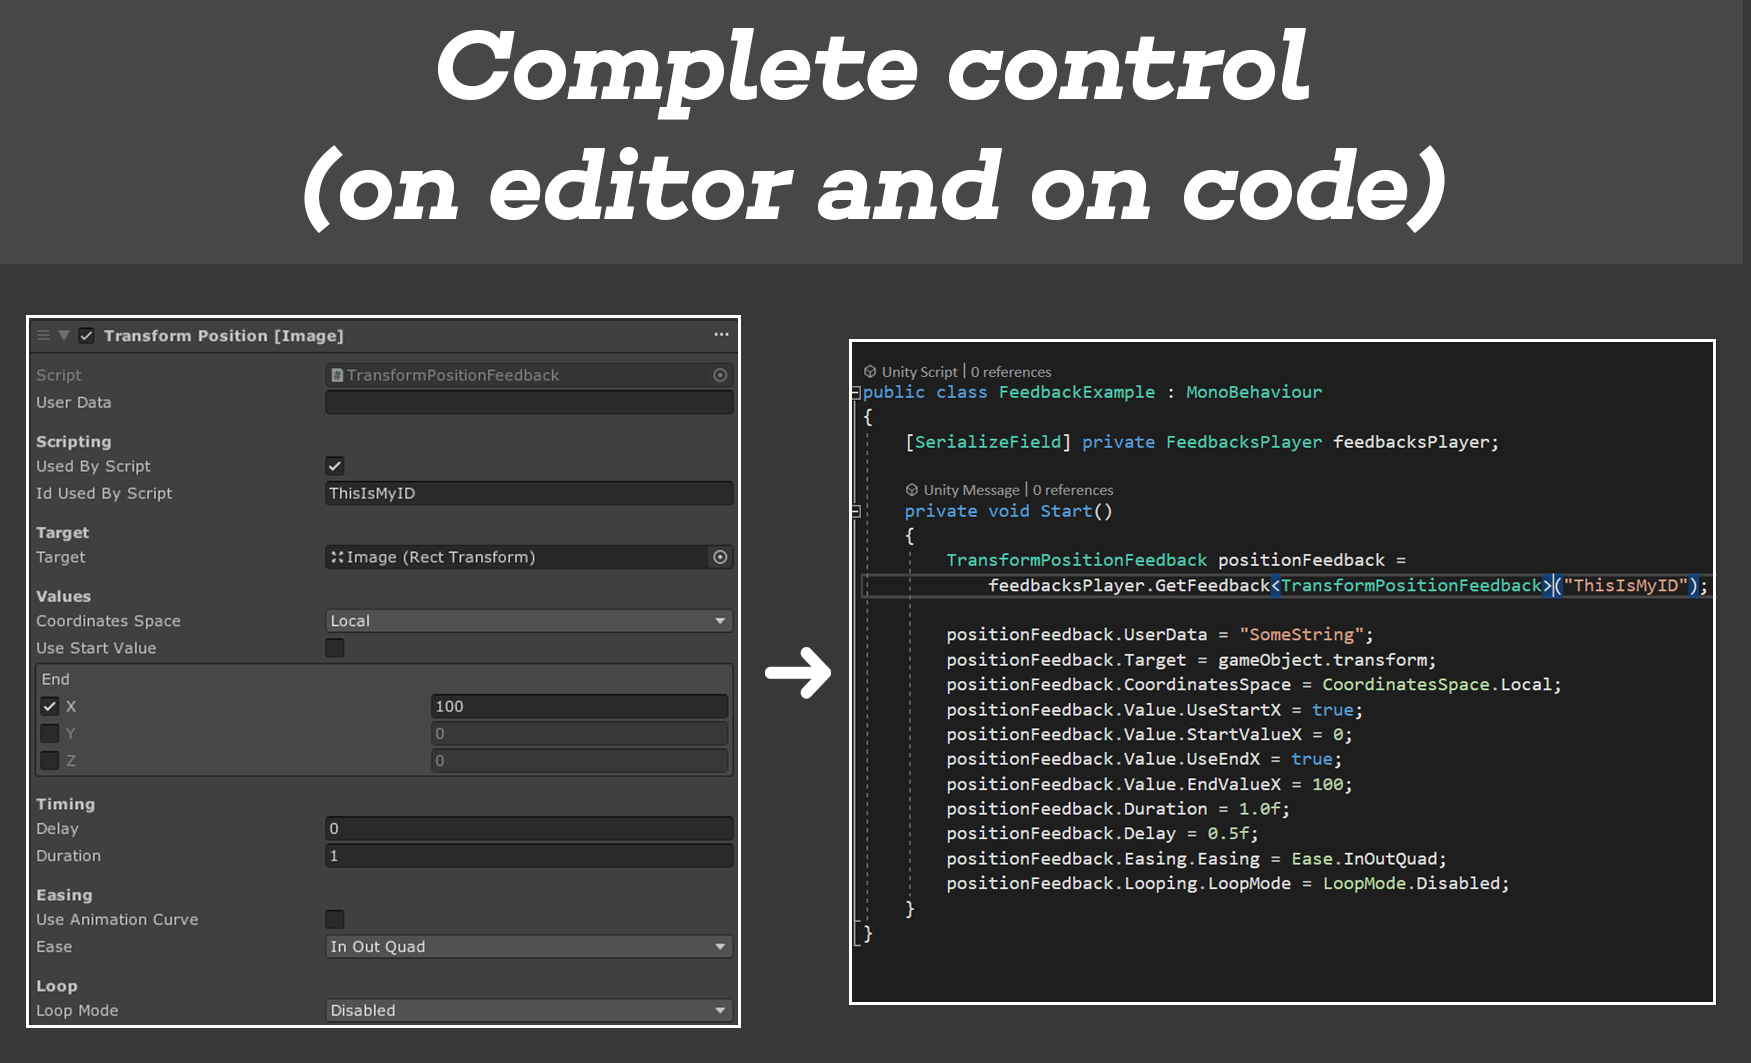 Complete control
(on editor and on code)
Transform Position [Image]
Script
TransformPositionFeedback
User Data
Scripting
Used By Script
Id Used By Script
ThisIsMyID
Target
Target
Image (Rect Transform)
Values
Coordinates Space
Local
Use Start Value
End
X
100
Y
0
Z
0
Timing
Delay
0
Duration
1
Easing
Use Animation Curve
Ease
In Out Quad
Loop
Loop Mode
Disabled
Unity Script | 0 references
public class FeedbackExample : MonoBehaviour
{
[SerializeField] private FeedbacksPlayer feedbacksPlayer;
Unity Message | 0 references
private void Start()
{
TransformPositionFeedback positionFeedback =
feedbacksPlayer.GetFeedback<TransformPositionFeedback>("ThisIsMyID");
positionFeedback.UserData = "SomeString";
positionFeedback.Target = gameObject.transform;
positionFeedback.CoordinatesSpace = CoordinatesSpace.Local;
positionFeedback.Value.UseStartX = true;
positionFeedback.Value.StartValueX = 0;
positionFeedback.Value.UseEndX = true;
positionFeedback.Value.EndValueX = 100;
positionFeedback.Duration = 1.0f;
positionFeedback.Delay = 0.5f;
positionFeedback.Easing.Easing = Ease.InOutQuad;
positionFeedback.Looping.LoopMode = LoopMode.Disabled;
}
}